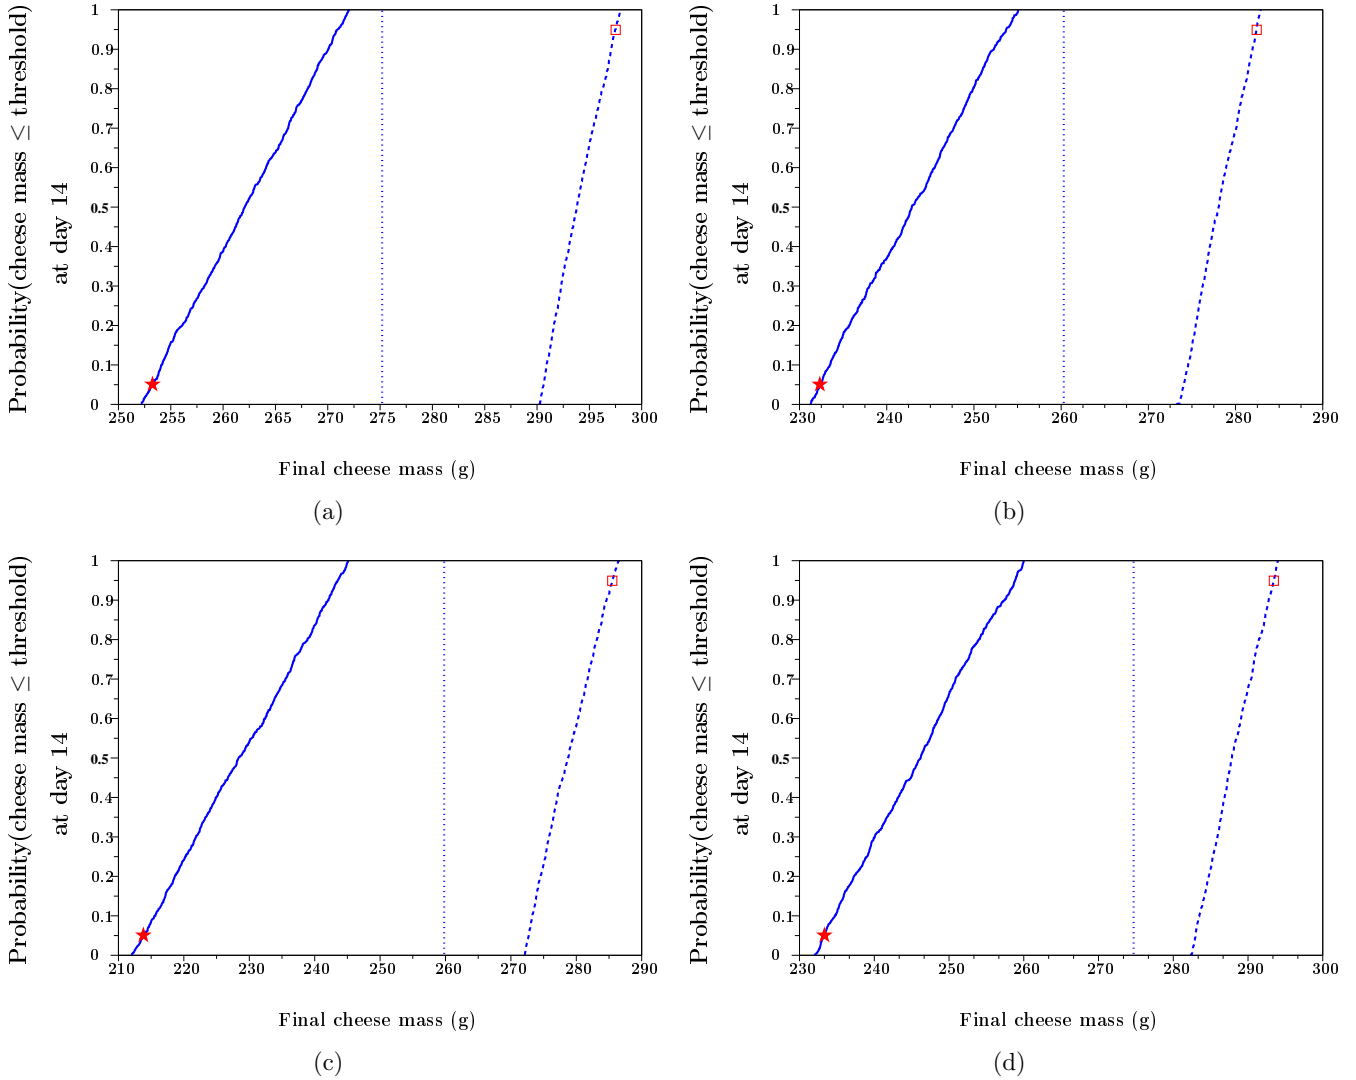 Probability(cheese mass ≤ threshold)
at day 14
1
0.9
0.8
0.7
0.6
0.5
0.4
0.3
0.2
0.1
0
250 255 260 265 270 275 280 285 290 295 300
Final cheese mass (g)
(a)
Probability(cheese mass ≤ threshold)
at day 14
1
0.9
0.8
0.7
0.6
0.5
0.4
0.3
0.2
0.1
0
230 240 250 260 270 280 290
Final cheese mass (g)
(b)
Probability(cheese mass ≤ threshold)
at day 14
1
0.9
0.8
0.7
0.6
0.5
0.4
0.3
0.2
0.1
0
210 220 230 240 250 260 270 280 290
Final cheese mass (g)
(c)
Probability(cheese mass ≤ threshold)
at day 14
1
0.9
0.8
0.7
0.6
0.5
0.4
0.3
0.2
0.1
0
230 240 250 260 270 280 290 300
Final cheese mass (g)
(d)